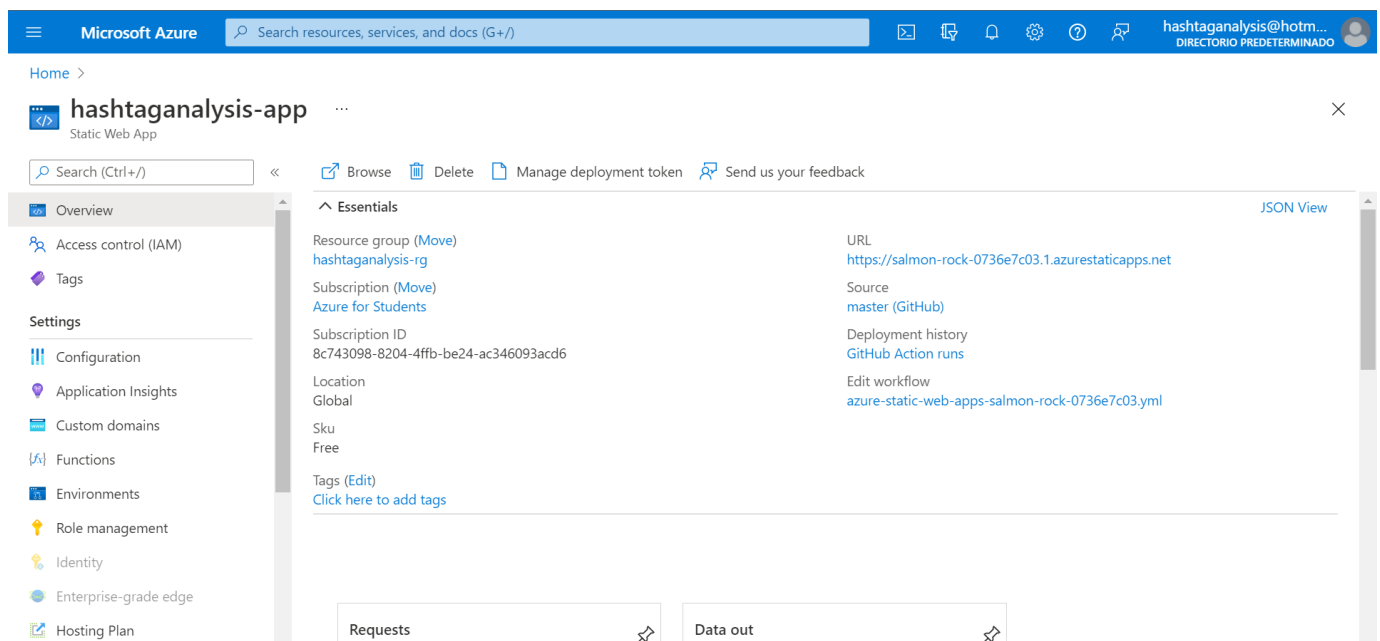 Microsoft Azure
Search resources, services, and docs (G+/)
hashtaganalysis@hotm...
DIRECTORIO PREDETERMINADO
Home >
hashtaganalysis-app ...
Static Web App
Search (Ctrl+/)
«
Browse Delete Manage deployment token Send us your feedback
Overview
Access control (IAM)
Tags
Settings
Configuration
Application Insights
Custom domains
Functions
Environments
Role management
Identity
Enterprise-grade edge
Hosting Plan
Essentials
JSON View
Resource group (Move)
hashtaganalysis-rg
Subscription (Move)
Azure for Students
Subscription ID
8c743098-8204-4ffb-be24-ac346093acd6
Location
Global
Sku
Free
Tags (Edit)
Click here to add tags
URL
https://salmon-rock-0736e7c03.1.azurestaticapps.net
Source
master (GitHub)
Deployment history
GitHub Action runs
Edit workflow
azure-static-web-apps-salmon-rock-0736e7c03.yml
Requests
Data out